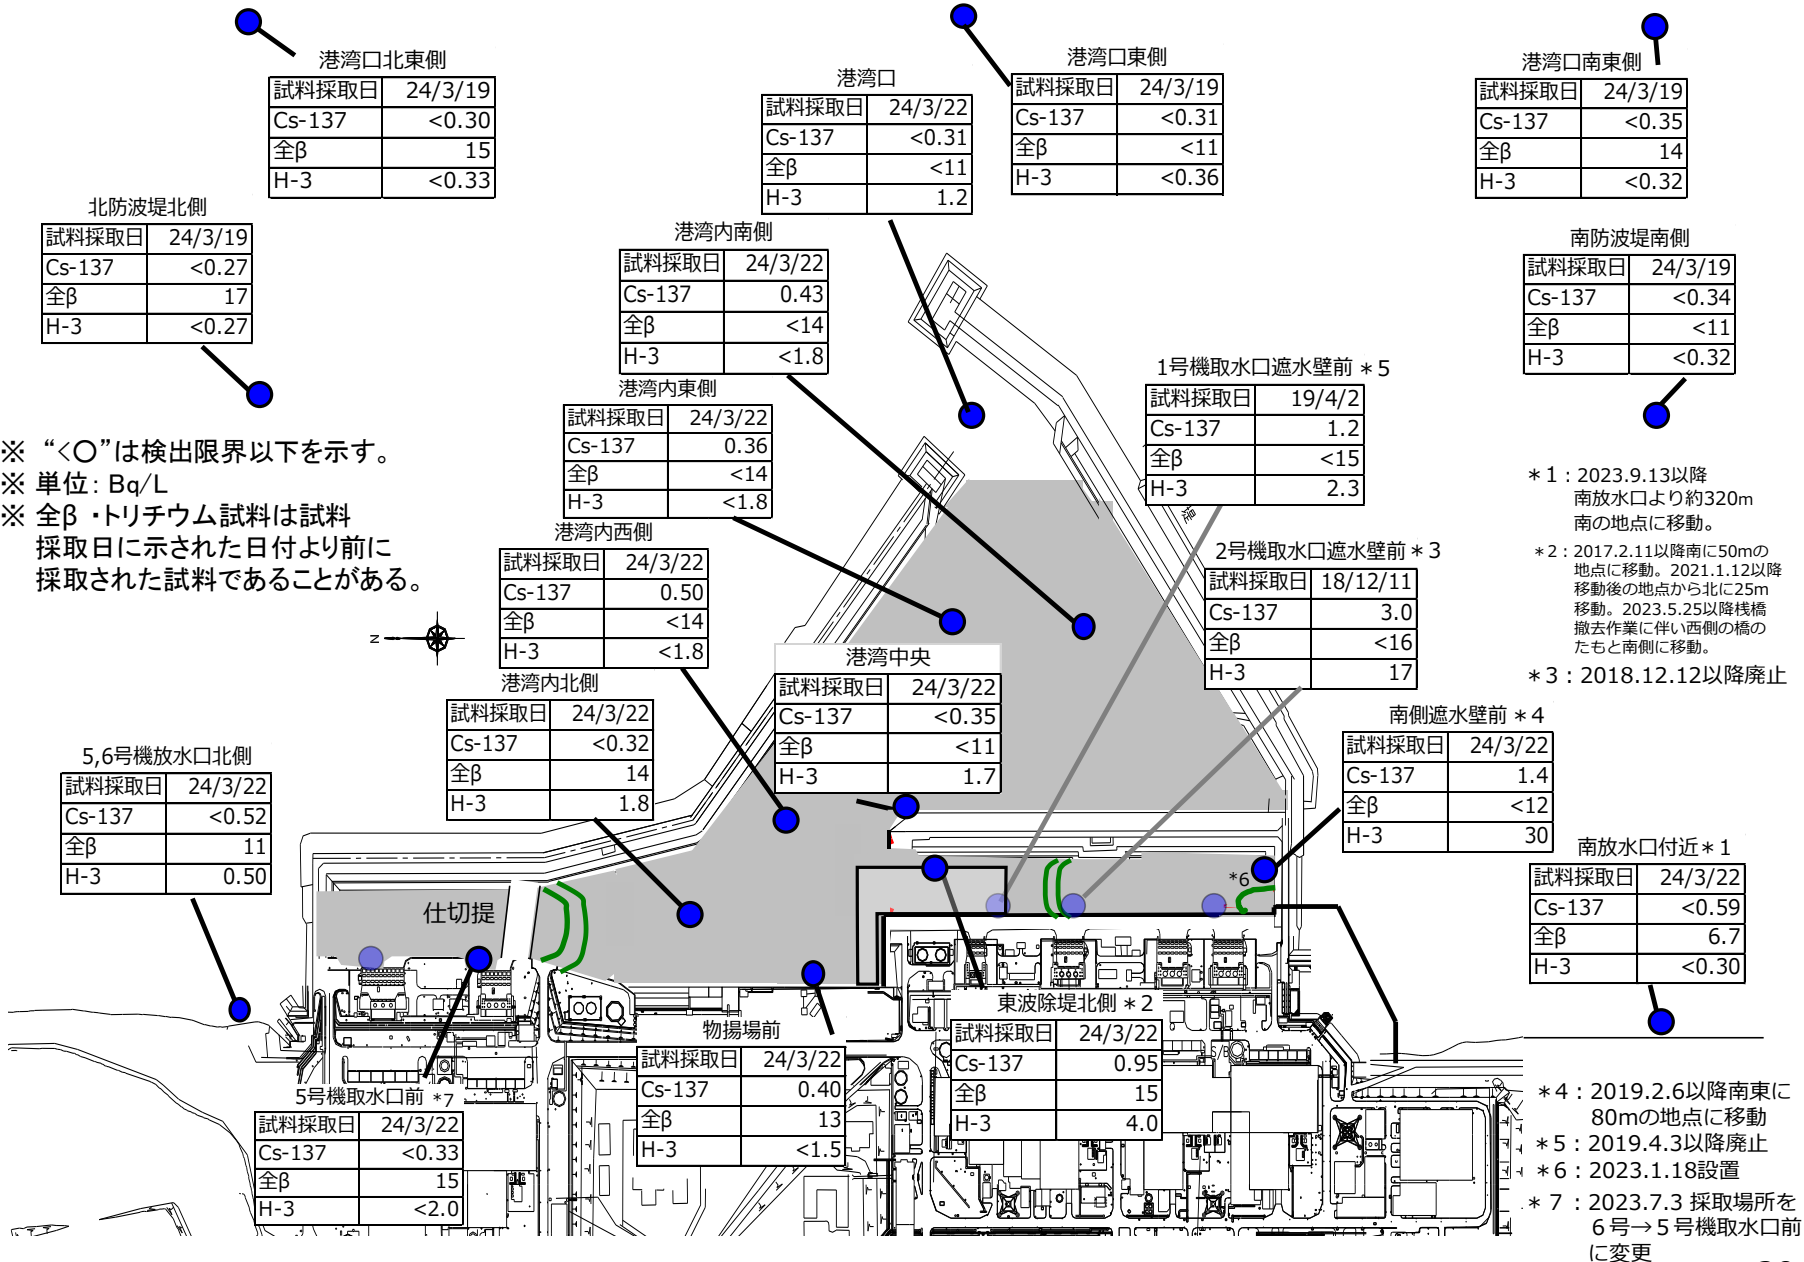 港湾口北東側
試料採取日 24/3/19
Cs-137 <0.30
全β 15
H-3 <0.33
港湾口
試料採取日 24/3/22
Cs-137 <0.31
全β <11
H-3 1.2
港湾口東側
試料採取日 24/3/19
Cs-137 <0.31
全β <11
H-3 <0.36
港湾口南東側
試料採取日 24/3/19
Cs-137 <0.35
全β 14
H-3 <0.32
北防波堤北側
試料採取日 24/3/19
Cs-137 <0.27
全β 17
H-3 <0.27
港湾内南側
試料採取日 24/3/22
Cs-137 0.43
全β <14
H-3 <1.8
南防波堤南側
試料採取日 24/3/19
Cs-137 <0.34
全β <11
H-3 <0.32
港湾内東側
試料採取日 24/3/22
Cs-137 0.36
全β <14
H-3 <1.8
1号機取水口遮水壁前 *5
試料採取日 19/4/2
Cs-137 1.2
全β <15
H-3 2.3
堤
※ “<○”は検出限界以下を示す。
※ 単位: Bq/L
※ 全β ・トリチウム試料は試料
採取日に示された日付より前に
採取された試料であることがある。
N
港湾内西側
試料採取日 24/3/22
Cs-137 0.50
全β <14
H-3 <1.8
2号機取水口遮水壁前 *3
試料採取日 18/12/11
Cs-137 3.0
全β <16
H-3 17
*1:2023.9.13以降
南放水口より約320m
南の地点に移動。
*2:2017.2.11以降南に50mの
地点に移動。2021.1.12以降
移動後の地点から北に25m
移動。2023.5.25以降桟橋
撤去作業に伴い西側の橋の
たもと南側に移動。
*3:2018.12.12以降廃止
港湾中央
試料採取日 24/3/22
Cs-137 <0.35
全β <11
H-3 1.7
港湾内北側
試料採取日 24/3/22
Cs-137 <0.32
全β 14
H-3 1.8
南側遮水壁前 *4
試料採取日 24/3/22
Cs-137 1.4
全β <12
H-3 30
5,6号機放水口北側
試料採取日 24/3/22
Cs-137 <0.52
全β 11
H-3 0.50
南放水口付近*1
試料採取日 24/3/22
Cs-137 <0.59
全β 6.7
H-3 <0.30
*6
仕切提
東波除堤北側 *2
試料採取日 24/3/22
Cs-137 0.95
全β 15
H-3 4.0
物揚場前
試料採取日 24/3/22
Cs-137 0.40
全β 13
H-3 <1.5
5号機取水口前 *7
試料採取日 24/3/22
Cs-137 <0.33
全β 15
H-3 <2.0
S/B
*4:2019.2.6以降南東に
80mの地点に移動
*5:2019.4.3以降廃止
*6:2023.1.18設置
*7:2023.7.3 採取場所を
6号→5号機取水口前
に変更